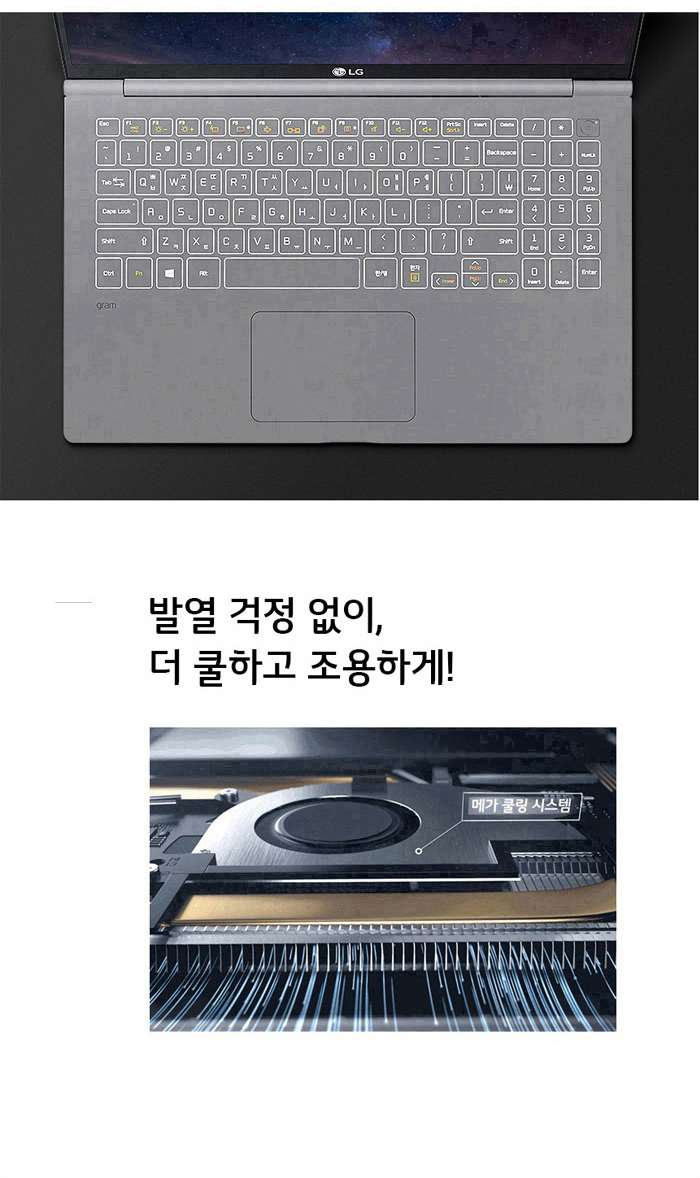 LG
Esc F1 F2 F3 F4 F5 F6 F7 F8 F9 F10 F11 F12 PrtSc ScrLk Insert Delete / *
~ ` ! 1 @ 2 # 3 $ 4 % 5 ^ 6 & 7 * 8 ( 9 ) 0 _ - + = Backspace - + NumLk
Tab Q ㅂ ㅃ W ㅈ ㅉ E ㄷ ㄸ R ㄱ ㄲ T ㅅ ㅆ Y ㅛ U ㅕ I ㅑ O ㅐ ㅒ P ㅔ ㅖ { [ } ] | ₩ 7 Home 8 9 PgUp
Caps Lock A ㅁ S ㄴ D ㅇ F ㄹ G ㅎ H ㅗ J ㅓ K ㅏ L ㅣ : ; " ' Enter 4 5 6
Shift Z ㅋ X ㅌ C ㅊ V ㅍ B ㅠ N ㅜ M ㅡ < , > . ? / Shift 1 End 2 3 PgDn
Ctrl Fn Alt 한/영 한자 Home PgUp PgDn End 0 Insert . Delete Enter
gram
발열 걱정 없이,
더 쿨하고 조용하게!
메가 쿨링 시스템